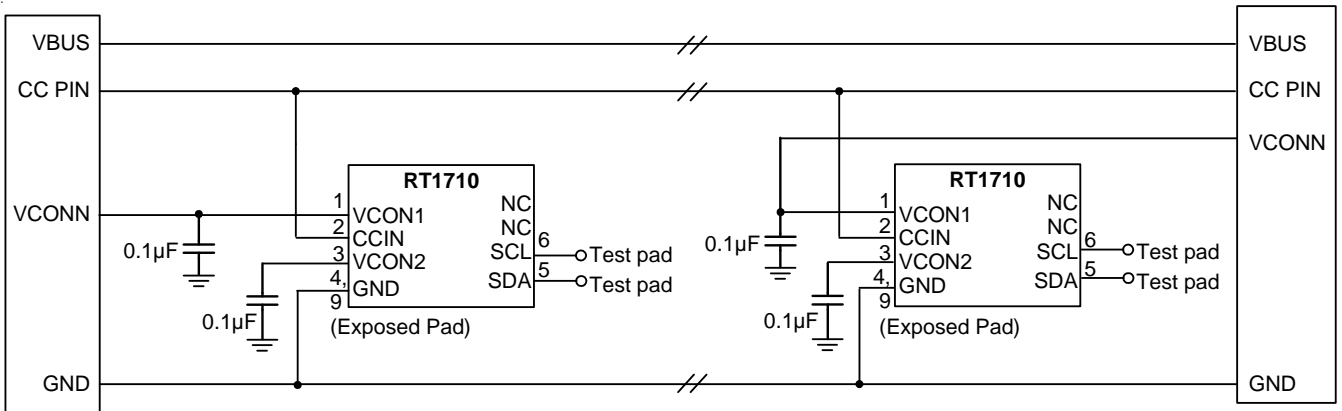 VBUS
CC PIN
VCONN
GND
0.1µF
0.1µF
RT1710
1
VCON1
2
CCIN
3
VCON2
4,
GND
9
(Exposed Pad)
NC
NC
SCL
6
Test pad
SDA
5
Test pad
0.1µF
0.1µF
RT1710
1
VCON1
2
CCIN
3
VCON2
4,
GND
9
(Exposed Pad)
NC
NC
SCL
6
Test pad
SDA
5
Test pad
VBUS
CC PIN
VCONN
GND